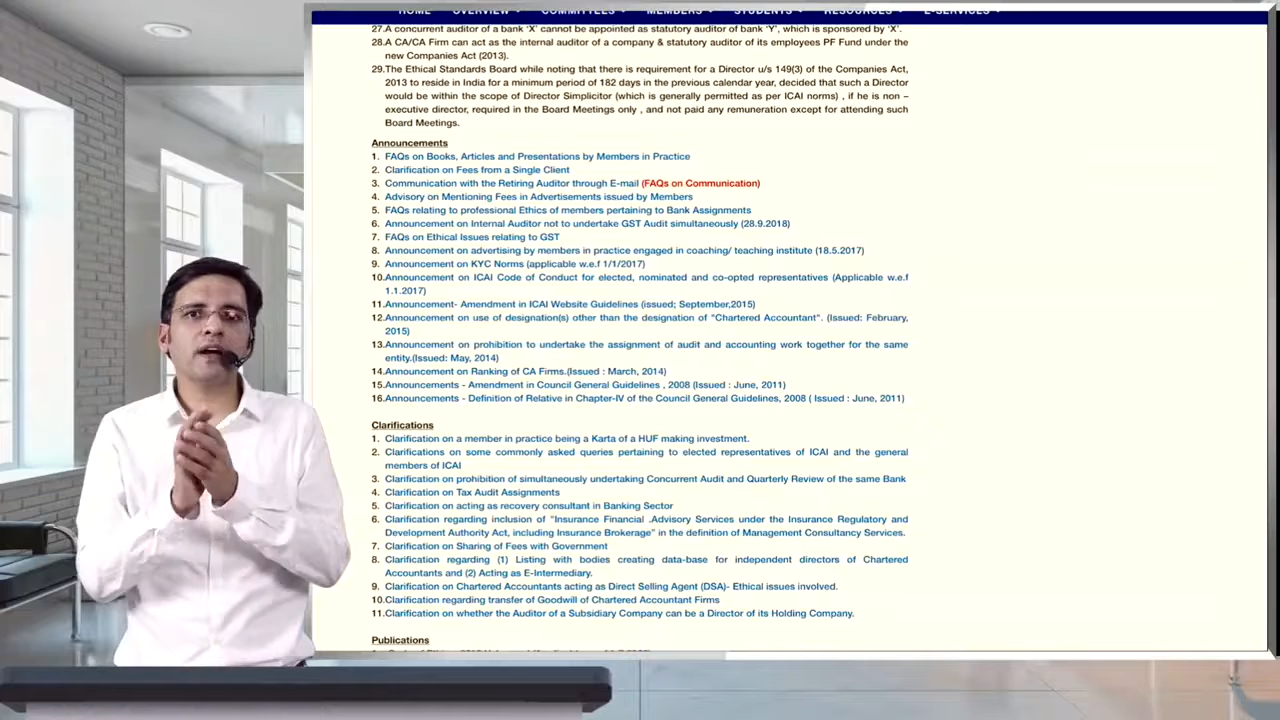 HOME OVERVIEW COMMITTEES MEMBERS STUDENTS RESOURCES E-SERVICES
27.A concurrent auditor of a bank ‘X’ cannot be appointed as statutory auditor of bank ‘Y’, which is sponsored by ‘X’.
28.A CA/CA Firm can act as the internal auditor of a company & statutory auditor of its employees PF Fund under the
new Companies Act (2013).
29.The Ethical Standards Board while noting that there is requirement for a Director u/s 149(3) of the Companies Act,
2013 to reside in India for a minimum period of 182 days in the previous calendar year, decided that such a Director
would be within the scope of Director Simplicitor (which is generally permitted as per ICAI norms) , if he is non –
executive director, required in the Board Meetings only , and not paid any remuneration except for attending such
Board Meetings.
Announcements
1. FAQs on Books, Articles and Presentations by Members in Practice
2. Clarification on Fees from a Single Client
3. Communication with the Retiring Auditor through E-mail (FAQs on Communication)
4. Advisory on Mentioning Fees in Advertisements issued by Members
5. FAQs relating to professional Ethics of members pertaining to Bank Assignments
6. Announcement on Internal Auditor not to undertake GST Audit simultaneously (28.9.2018)
7. FAQs on Ethical Issues relating to GST
8. Announcement on advertising by members in practice engaged in coaching/ teaching institute (18.5.2017)
9. Announcement on KYC Norms (applicable w.e.f 1/1/2017)
10.Announcement on ICAI Code of Conduct for elected, nominated and co-opted representatives (Applicable w.e.f
1.1.2017)
11.Announcement- Amendment in ICAI Website Guidelines (issued; September,2015)
12.Announcement on use of designation(s) other than the designation of "Chartered Accountant". (Issued: February,
2015)
13.Announcement on prohibition to undertake the assignment of audit and accounting work together for the same
entity.(Issued: May, 2014)
14.Announcement on Ranking of CA Firms.(Issued : March, 2014)
15.Announcements - Amendment in Council General Guidelines , 2008 (Issued : June, 2011)
16.Announcements - Definition of Relative in Chapter-IV of the Council General Guidelines, 2008 ( Issued : June, 2011)
Clarifications
1. Clarification on a member in practice being a Karta of a HUF making investment.
2. Clarifications on some commonly asked queries pertaining to elected representatives of ICAI and the general
members of ICAI
3. Clarification on prohibition of simultaneously undertaking Concurrent Audit and Quarterly Review of the same Bank
4. Clarification on Tax Audit Assignments
5. Clarification on acting as recovery consultant in Banking Sector
6. Clarification regarding inclusion of "Insurance Financial .Advisory Services under the Insurance Regulatory and
Development Authority Act, including Insurance Brokerage" in the definition of Management Consultancy Services.
7. Clarification on Sharing of Fees with Government
8. Clarification regarding (1) Listing with bodies creating data-base for independent directors of Chartered
Accountants and (2) Acting as E-Intermediary.
9. Clarification on Chartered Accountants acting as Direct Selling Agent (DSA)- Ethical issues involved.
10.Clarification regarding transfer of Goodwill of Chartered Accountant Firms
11.Clarification on whether the Auditor of a Subsidiary Company can be a Director of its Holding Company.
Publications